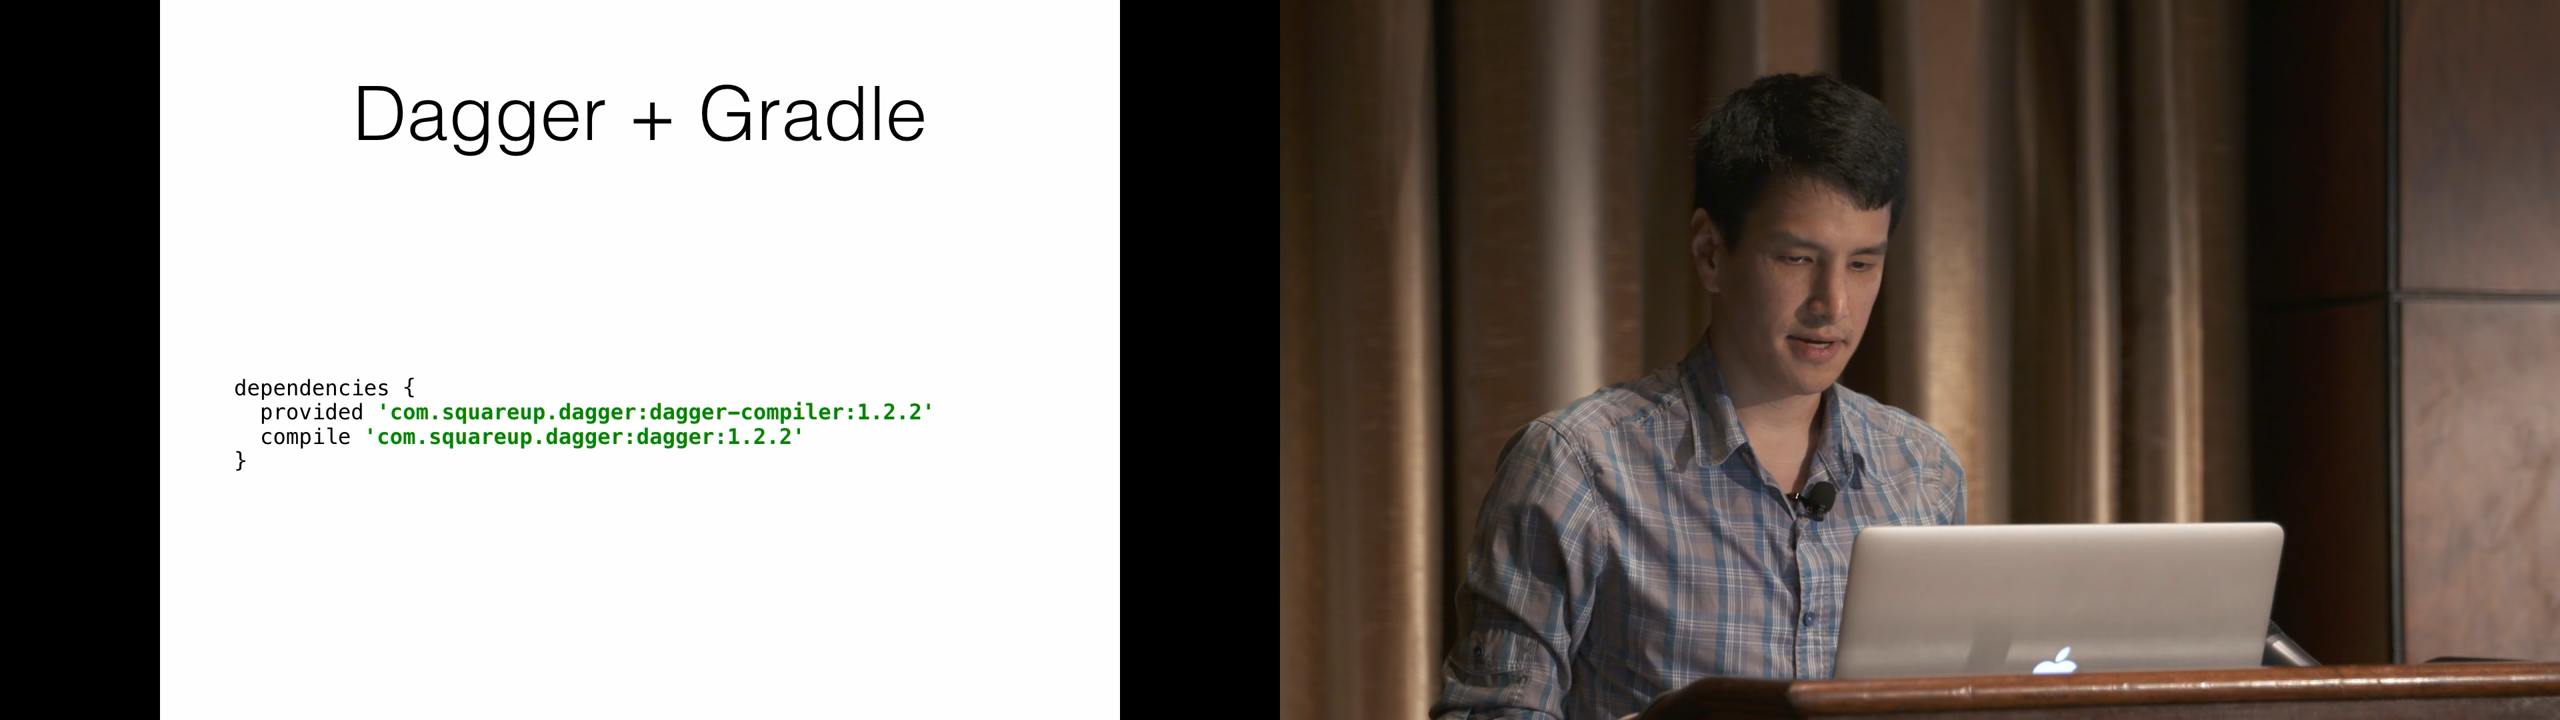 Dagger + Gradle
dependencies {
  provided 'com.squareup.dagger:dagger-compiler:1.2.2'
  compile 'com.squareup.dagger:dagger:1.2.2'
}